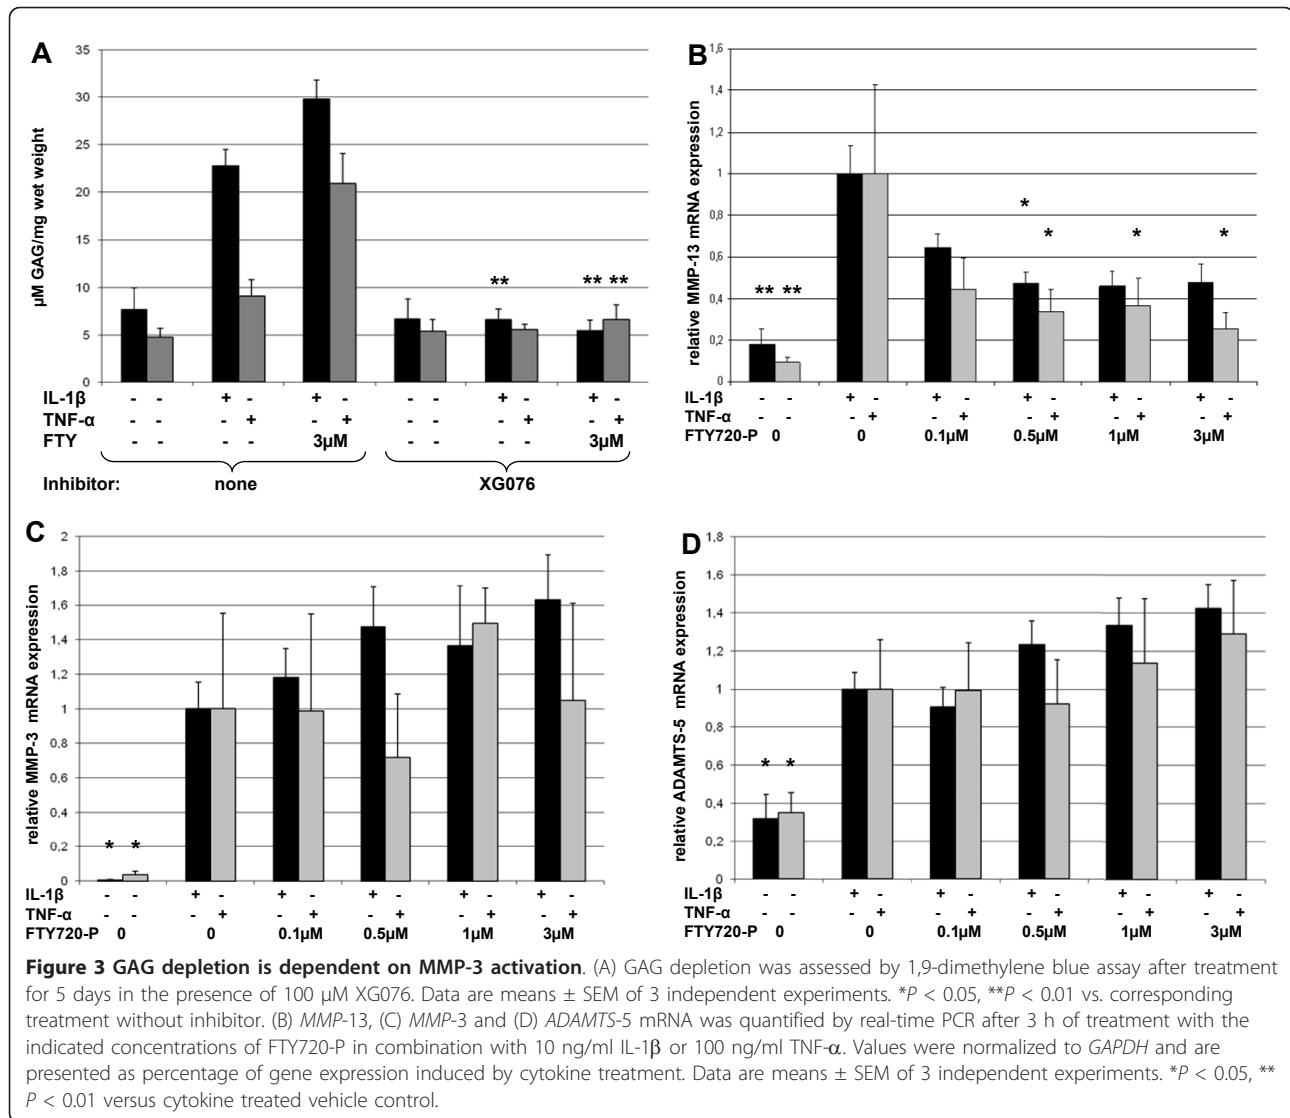 A
µM GAG/mg wet weight
35
30
25
20
15
10
5
0
**
** **
IL-1β - - + - + - - - + - + -
TNF-α - - - + - + - - - + - +
FTY - - - - 3µM - - - - 3µM
Inhibitor: none XG076
B
relative MMP-13 mRNA expression
1,6
1,4
1,2
1
0,8
0,6
0,4
0,2
0
** **
*
*
*
*
IL-1β - - + - + - + - + - + -
TNF-α - - - + - + - + - + - +
FTY720-P 0 0 0.1µM 0.5µM 1µM 3µM
C
relative MMP-3 mRNA expression
2
1,8
1,6
1,4
1,2
1
0,8
0,6
0,4
0,2
0
* *
IL-1β - - + - + - + - + - + -
TNF-α - - - + - + - + - + - +
FTY720-P 0 0 0.1µM 0.5µM 1µM 3µM
D
relative ADAMTS-5 mRNA expression
1,8
1,6
1,4
1,2
1
0,8
0,6
0,4
0,2
0
* *
IL-1β - - + - + - + - + - + -
TNF-α - - - + - + - + - + - +
FTY720-P 0 0 0.1µM 0.5µM 1µM 3µM
Figure 3 GAG depletion is dependent on MMP-3 activation. (A) GAG depletion was assessed by 1,9-dimethylene blue assay after treatment
for 5 days in the presence of 100 µM XG076. Data are means ± SEM of 3 independent experiments. *P < 0.05, **P < 0.01 vs. corresponding
treatment without inhibitor. (B) MMP-13, (C) MMP-3 and (D) ADAMTS-5 mRNA was quantified by real-time PCR after 3 h of treatment with the
indicated concentrations of FTY720-P in combination with 10 ng/ml IL-1β or 100 ng/ml TNF-α. Values were normalized to GAPDH and are
presented as percentage of gene expression induced by cytokine treatment. Data are means ± SEM of 3 independent experiments. *P < 0.05, **
P < 0.01 versus cytokine treated vehicle control.